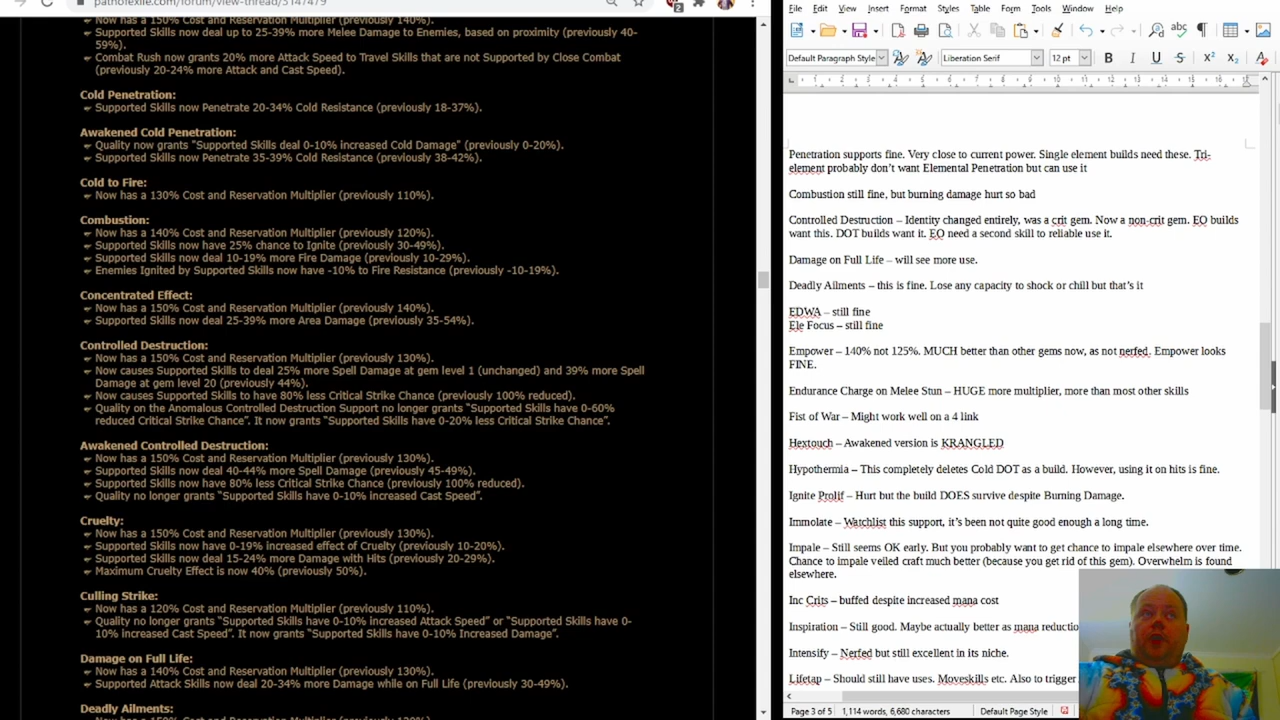 pathofexile.com/forum/view-thread/3147479
2
Now has a 150% Cost and Reservation Multiplier (previously 140%).
Supported Skills now deal up to 25-39% more Melee Damage to Enemies, based on proximity (previously 40-
59%).
Combat Rush now grants 20% more Attack Speed to Travel Skills that are not Supported by Close Combat
(previously 20-24% more Attack and Cast Speed).
Cold Penetration:
Supported Skills now Penetrate 20-34% Cold Resistance (previously 18-37%).
Awakened Cold Penetration:
Quality now grants "Supported Skills deal 0-10% increased Cold Damage" (previously 0-20%).
Supported Skills now Penetrate 35-39% Cold Resistance (previously 38-42%).
Cold to Fire:
Now has a 130% Cost and Reservation Multiplier (previously 110%).
Combustion:
Now has a 140% Cost and Reservation Multiplier (previously 120%).
Supported Skills now have 25% chance to Ignite (previously 30-49%).
Supported Skills now deal 10-19% more Fire Damage (previously 10-29%).
Enemies Ignited by Supported Skills now have -10% to Fire Resistance (previously -10-19%).
Concentrated Effect:
Now has a 150% Cost and Reservation Multiplier (previously 140%).
Supported Skills now deal 25-39% more Area Damage (previously 35-54%).
Controlled Destruction:
Now has a 150% Cost and Reservation Multiplier (previously 130%).
Now causes Supported Skills to deal 25% more Spell Damage at gem level 1 (unchanged) and 39% more Spell
Damage at gem level 20 (previously 44%).
Now causes Supported Skills to have 80% less Critical Strike Chance (previously 100% reduced).
Quality on the Anomalous Controlled Destruction Support no longer grants "Supported Skills have 0-60%
reduced Critical Strike Chance". It now grants "Supported Skills have 0-20% less Critical Strike Chance".
Awakened Controlled Destruction:
Now has a 150% Cost and Reservation Multiplier (previously 130%).
Supported Skills now deal 40-44% more Spell Damage (previously 45-49%).
Supported Skills now have 80% less Critical Strike Chance (previously 100% reduced).
Quality no longer grants "Supported Skills have 0-10% increased Cast Speed".
Cruelty:
Now has a 150% Cost and Reservation Multiplier (previously 130%).
Supported Skills now have 0-19% increased effect of Cruelty (previously 10-20%).
Supported Skills now deal 15-24% more Damage with Hits (previously 20-29%).
Maximum Cruelty Effect is now 40% (previously 50%).
Culling Strike:
Now has a 120% Cost and Reservation Multiplier (previously 110%).
Quality no longer grants "Supported Skills have 0-10% increased Attack Speed" or "Supported Skills have 0-
10% increased Cast Speed". It now grants "Supported Skills have 0-10% Increased Damage".
Damage on Full Life:
Now has a 140% Cost and Reservation Multiplier (previously 130%).
Supported Attack Skills now deal 20-34% more Damage while on Full Life (previously 30-49%).
Deadly Ailments:
File Edit View Insert Format Styles Table Form Tools Window Help
Default Paragraph Style Liberation Serif 12 pt B I U S X² X₂ A
Penetration supports fine. Very close to current power. Single element builds need these. Tri-
element probably don't want Elemental Penetration but can use it
Combustion still fine, but burning damage hurt so bad
Controlled Destruction – Identity changed entirely, was a crit gem. Now a non-crit gem. EO builds
want this. DOT builds want it. EO need a second skill to reliable use it.
Damage on Full Life – will see more use.
Deadly Ailments – this is fine. Lose any capacity to shock or chill but that's it
EDWA – still fine
Ele Focus – still fine
Empower – 140% not 125%. MUCH better than other gems now, as not nerfed. Empower looks
FINE.
Endurance Charge on Melee Stun – HUGE more multiplier, more than most other skills
Fist of War – Might work well on a 4 link
Hextouch – Awakened version is KRANGLED
Hypothermia – This completely deletes Cold DOT as a build. However, using it on hits is fine.
Ignite Prolif – Hurt but the build DOES survive despite Burning Damage.
Immolate – Watchlist this support, it's been not quite good enough a long time.
Impale – Still seems OK early. But you probably want to get chance to impale elsewhere over time.
Chance to impale veiled craft much better (because you get rid of this gem). Overwhelm is found
elsewhere.
Inc Crits – buffed despite increased mana cost
Inspiration – Still good. Maybe actually better as mana reductio
Intensify – Nerfed but still excellent in its niche.
Lifetap – Should still have uses. Moveskills etc. Also to trigger
Page 3 of 5 1,114 words, 6,680 characters Default Page Style